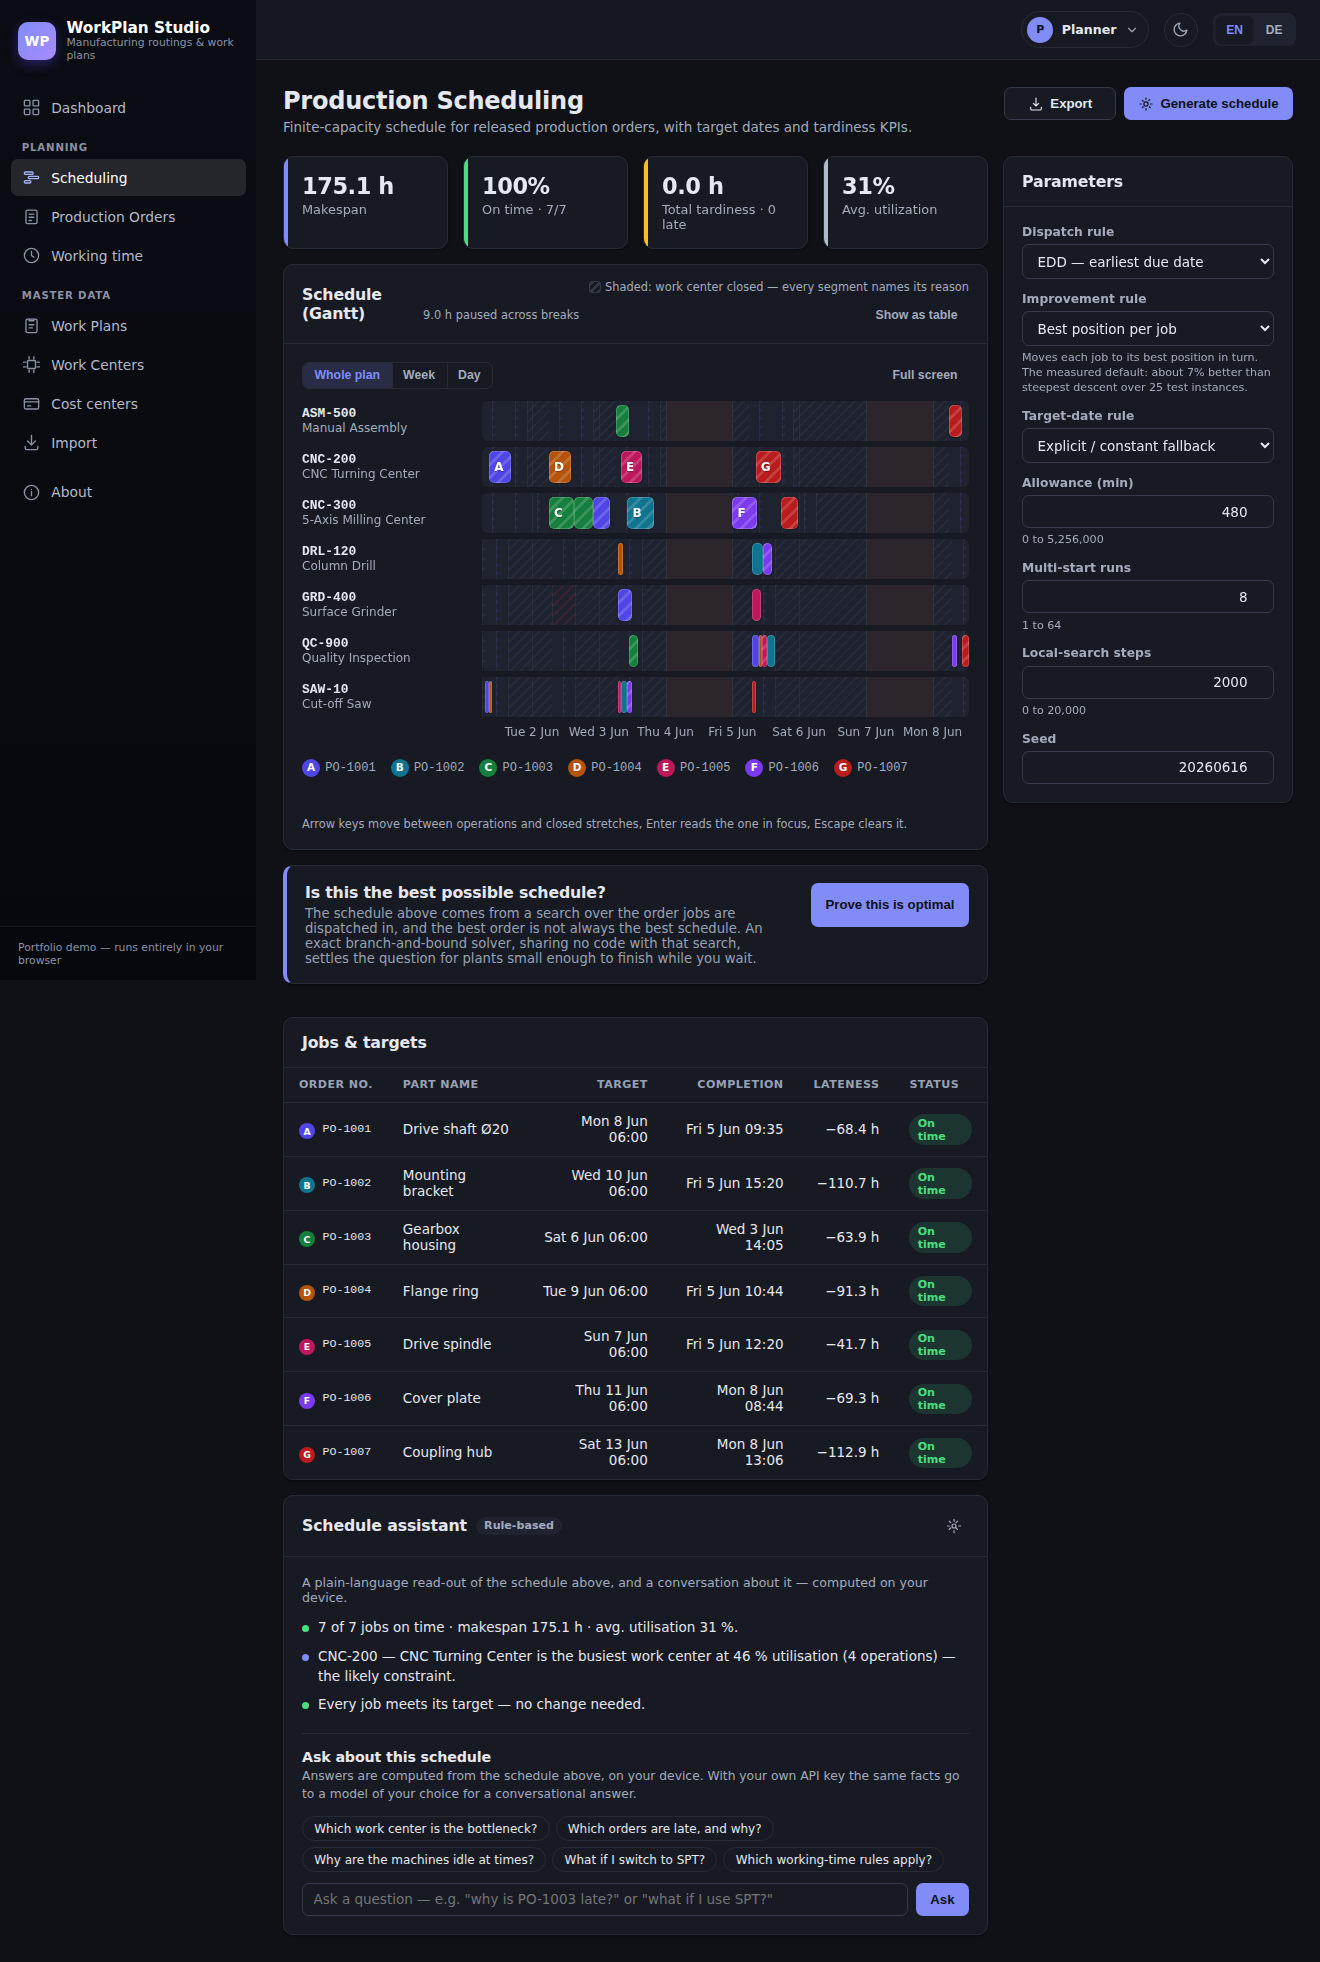 WP
WorkPlan Studio
Manufacturing routings & work
plans
Dashboard
PLANNING
Scheduling
Production Orders
Working time
MASTER DATA
Work Plans
Work Centers
Cost centers
Import
About
Portfolio demo — runs entirely in your
browser
P Planner
EN DE
Production Scheduling
Finite-capacity schedule for released production orders, with target dates and tardiness KPIs.
Export
Generate schedule
175.1 h
Makespan
100%
On time · 7/7
0.0 h
Total tardiness · 0
late
31%
Avg. utilization
Schedule
(Gantt)
9.0 h paused across breaks
Shaded: work center closed — every segment names its reason
Show as table
Whole plan Week Day
Full screen
ASM-500
Manual Assembly
CNC-200
CNC Turning Center
A D E G
CNC-300
5-Axis Milling Center
C B F
DRL-120
Column Drill
GRD-400
Surface Grinder
QC-900
Quality Inspection
SAW-10
Cut-off Saw
Tue 2 Jun Wed 3 Jun Thu 4 Jun Fri 5 Jun Sat 6 Jun Sun 7 Jun Mon 8 Jun
A PO-1001 B PO-1002 C PO-1003 D PO-1004 E PO-1005 F PO-1006 G PO-1007
Arrow keys move between operations and closed stretches, Enter reads the one in focus, Escape clears it.
Is this the best possible schedule?
The schedule above comes from a search over the order jobs are
dispatched in, and the best order is not always the best schedule. An
exact branch-and-bound solver, sharing no code with that search,
settles the question for plants small enough to finish while you wait.
Prove this is optimal
Jobs & targets
ORDER NO. PART NAME TARGET COMPLETION LATENESS STATUS
A PO-1001 Drive shaft Ø20 Mon 8 Jun 06:00 Fri 5 Jun 09:35 −68.4 h On time
B PO-1002 Mounting bracket Wed 10 Jun 06:00 Fri 5 Jun 15:20 −110.7 h On time
C PO-1003 Gearbox housing Sat 6 Jun 06:00 Wed 3 Jun 14:05 −63.9 h On time
D PO-1004 Flange ring Tue 9 Jun 06:00 Fri 5 Jun 10:44 −91.3 h On time
E PO-1005 Drive spindle Sun 7 Jun 06:00 Fri 5 Jun 12:20 −41.7 h On time
F PO-1006 Cover plate Thu 11 Jun 06:00 Mon 8 Jun 08:44 −69.3 h On time
G PO-1007 Coupling hub Sat 13 Jun 06:00 Mon 8 Jun 13:06 −112.9 h On time
Schedule assistant Rule-based
A plain-language read-out of the schedule above, and a conversation about it — computed on your
device.
7 of 7 jobs on time · makespan 175.1 h · avg. utilisation 31 %.
CNC-200 — CNC Turning Center is the busiest work center at 46 % utilisation (4 operations) —
the likely constraint.
Every job meets its target — no change needed.
Ask about this schedule
Answers are computed from the schedule above, on your device. With your own API key the same facts go
to a model of your choice for a conversational answer.
Which work center is the bottleneck? Which orders are late, and why?
Why are the machines idle at times? What if I switch to SPT? Which working-time rules apply?
Ask a question — e.g. "why is PO-1003 late?" or "what if I use SPT?"
Ask
Parameters
Dispatch rule
EDD — earliest due date
Improvement rule
Best position per job
Moves each job to its best position in turn.
The measured default: about 7% better than
steepest descent over 25 test instances.
Target-date rule
Explicit / constant fallback
Allowance (min)
480
0 to 5,256,000
Multi-start runs
8
1 to 64
Local-search steps
2000
0 to 20,000
Seed
20260616